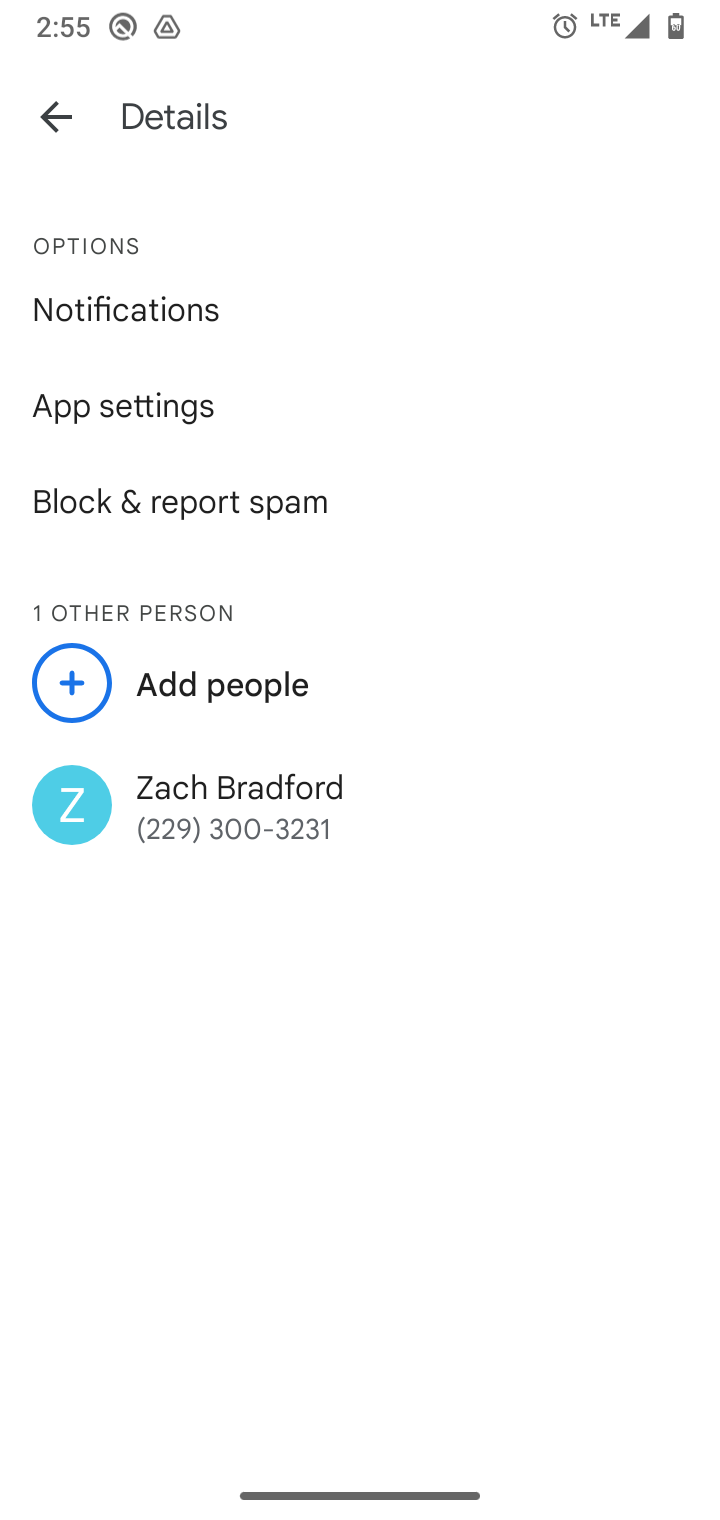 2:55 LTE
Details
OPTIONS
Notifications
App settings
Block & report spam
1 OTHER PERSON
Add people
Z
Zach Bradford
(229) 300-3231